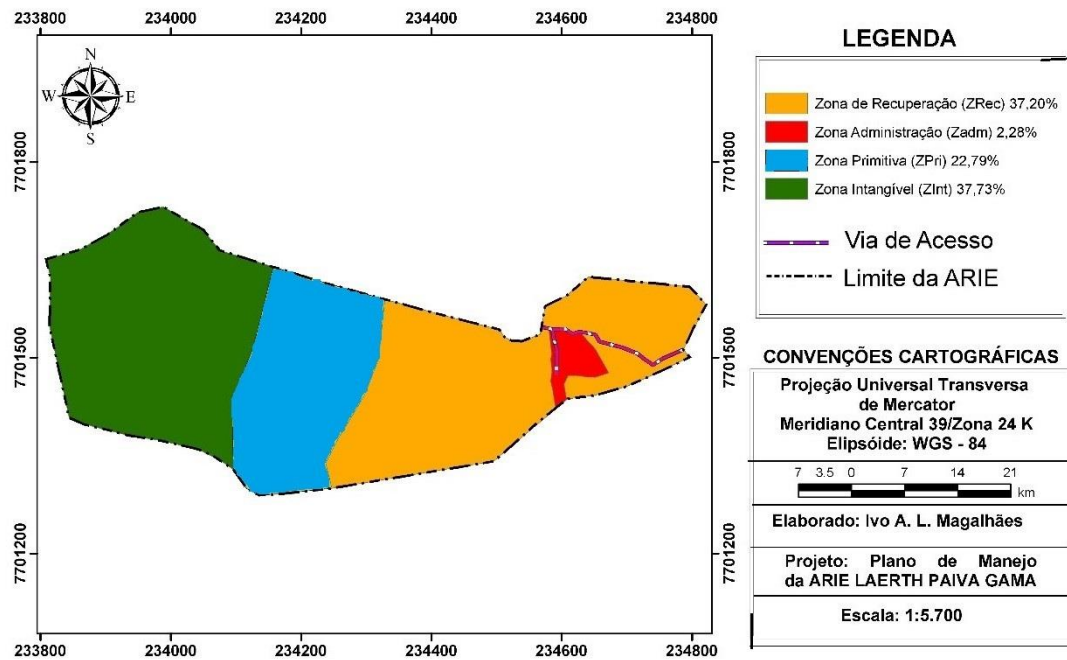 233800 234000 234200 234400 234600 234800
N
W E
S
7701800
7701500
7701200
7701800
7701500
7701200
233800 234000 234200 234400 234600 234800
LEGENDA
Zona de Recuperação (ZRec) 37,20%
Zona Administração (Zadm) 2,28%
Zona Primitiva (ZPri) 22,79%
Zona Intangível (ZInt) 37,73%
Via de Acesso
Limite da ARIE
CONVENÇÕES CARTOGRÁFICAS
Projeção Universal Transversa
de Mercator
Meridiano Central 39/Zona 24 K
Elipsóide: WGS - 84
7 3.5 0 7 14 21
km
Elaborado: Ivo A. L. Magalhães
Projeto: Plano de Manejo
da ARIE LAERTH PAIVA GAMA
Escala: 1:5.700